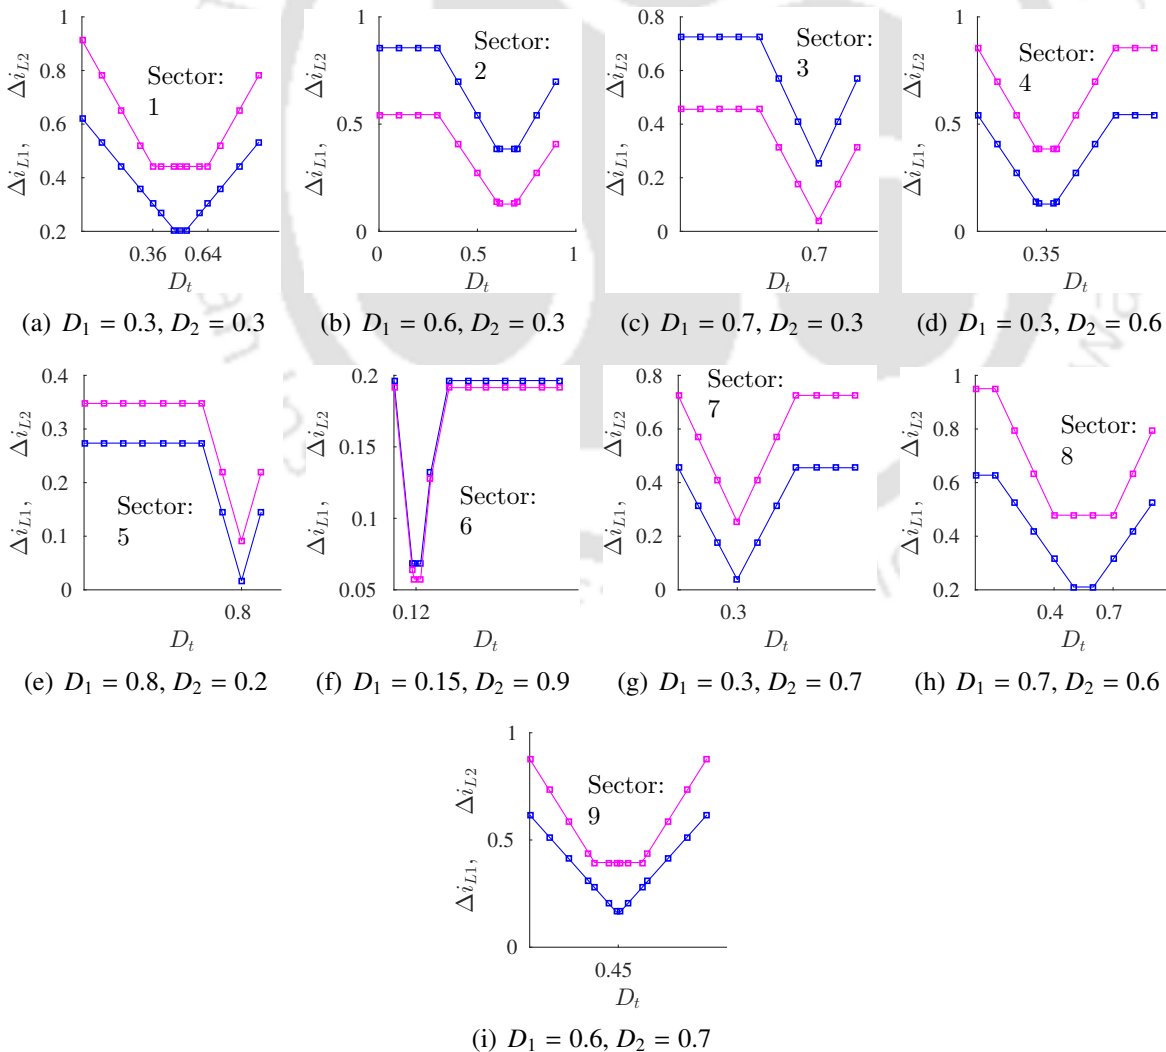 1
0.8
0.6
0.4
0.2
Δi_{L1}, Δi_{L2}
Sector:
1
0.36 0.64
D_t
(a) D_1 = 0.3, D_2 = 0.3
1
0.5
0
Δi_{L1}, Δi_{L2}
Sector:
2
0 0.5 1
D_t
(b) D_1 = 0.6, D_2 = 0.3
0.8
0.6
0.4
0.2
0
Δi_{L1}, Δi_{L2}
Sector:
3
0.7
D_t
(c) D_1 = 0.7, D_2 = 0.3
1
0.5
0
Δi_{L1}, Δi_{L2}
Sector:
4
0.35
D_t
(d) D_1 = 0.3, D_2 = 0.6
0.4
0.3
0.2
0.1
0
Δi_{L1}, Δi_{L2}
Sector:
5
0.8
D_t
(e) D_1 = 0.8, D_2 = 0.2
0.2
0.15
0.1
0.05
Δi_{L1}, Δi_{L2}
Sector:
6
0.12
D_t
(f) D_1 = 0.15, D_2 = 0.9
0.8
0.6
0.4
0.2
0
Δi_{L1}, Δi_{L2}
Sector:
7
0.3
D_t
(g) D_1 = 0.3, D_2 = 0.7
1
0.8
0.6
0.4
0.2
Δi_{L1}, Δi_{L2}
Sector:
8
0.4 0.7
D_t
(h) D_1 = 0.7, D_2 = 0.6
1
0.5
0
Δi_{L1}, Δi_{L2}
Sector:
9
0.45
D_t
(i) D_1 = 0.6, D_2 = 0.7